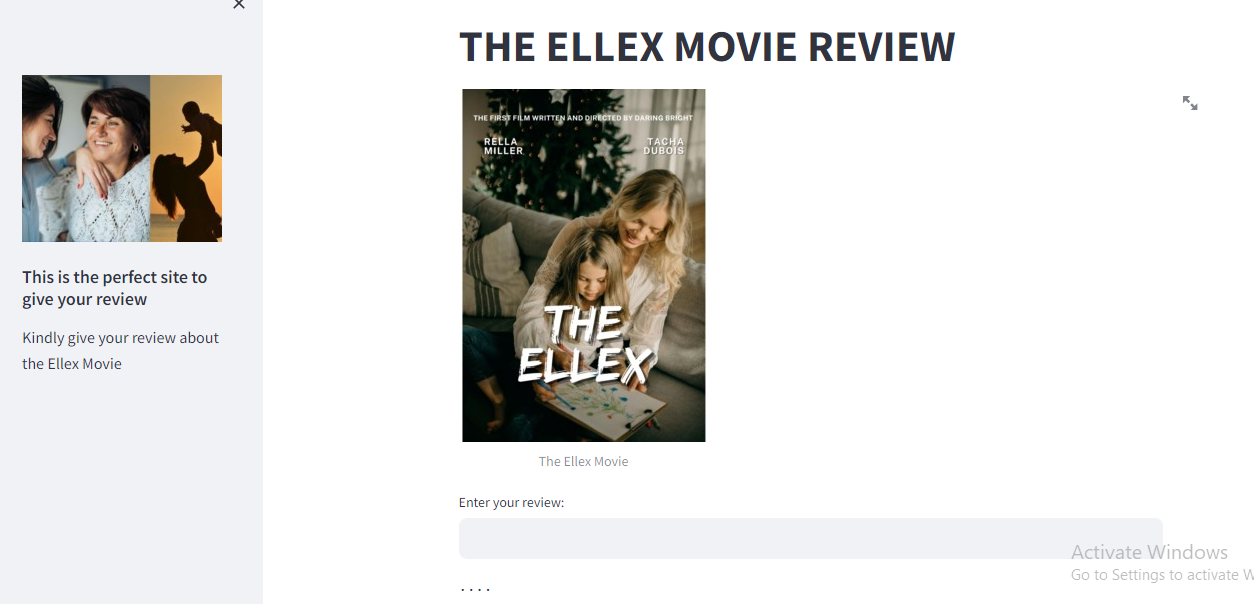 This is the perfect site to
give your review
Kindly give your review about
the Ellex Movie
THE ELLEX MOVIE REVIEW
THE FIRST FILM WRITTEN AND DIRECTED BY DARING BRIGHT
RELLA
MILLER
TACHA
DUBOIS
THE
ELLEX
The Ellex Movie
Enter your review:
....
Activate Windows
Go to Settings to activate W